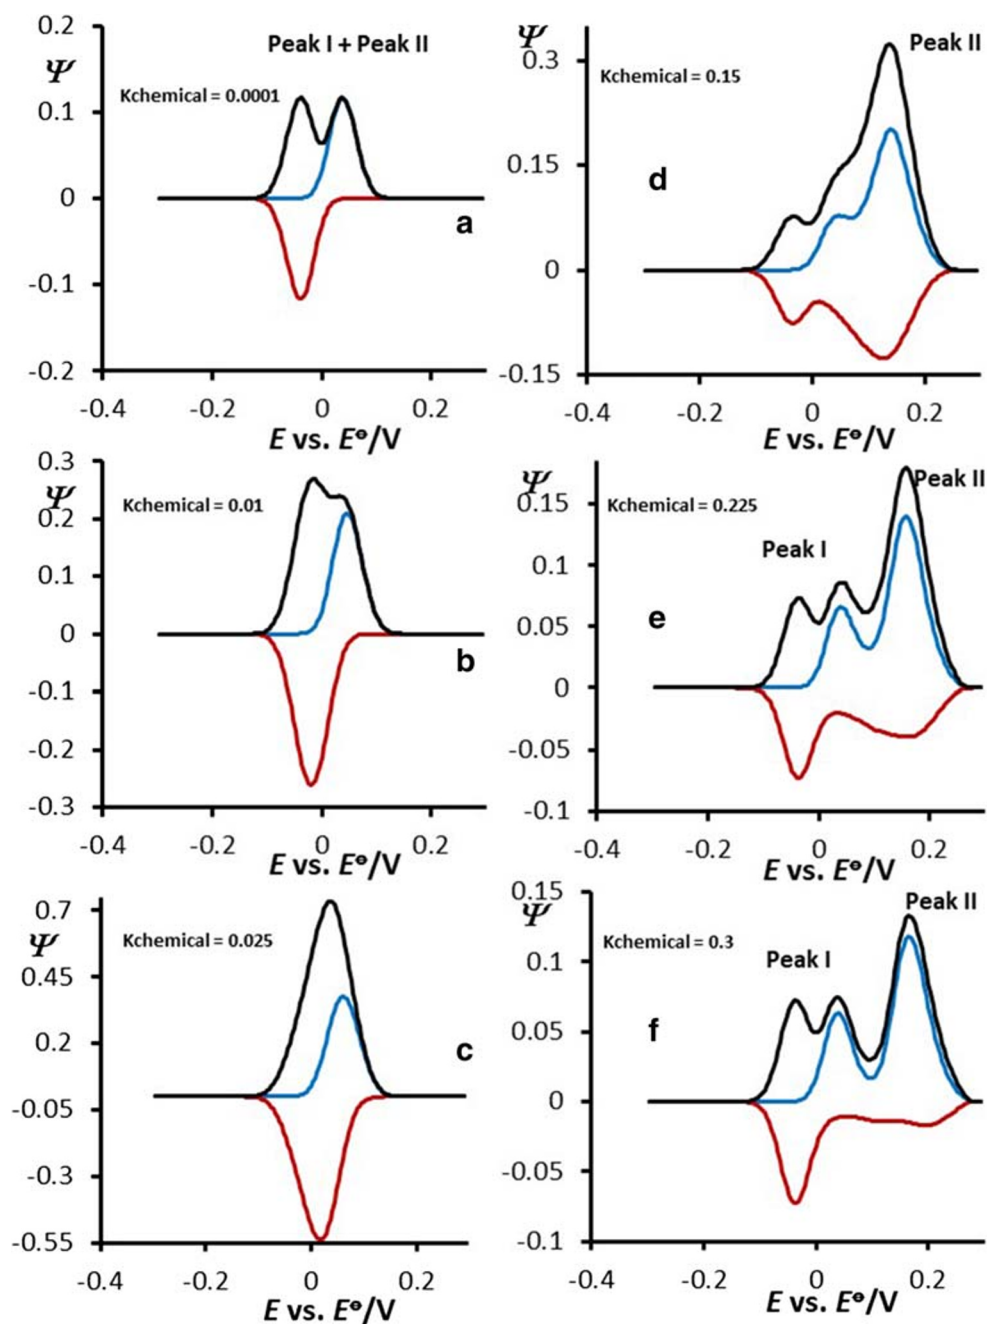 0.2
Ψ
Peak I + Peak II
Kchemical = 0.0001
0.1
0
a
-0.1
-0.2
-0.4 -0.2 0 0.2
E vs. E⊖/V
0.3
Ψ
Kchemical = 0.01
0.2
0.1
0
b
-0.1
-0.2
-0.3
-0.4 -0.2 0 0.2
E vs. E⊖/V
0.7
Ψ
Kchemical = 0.025
0.45
0.2
c
-0.05
-0.3
-0.55
-0.4 -0.2 0 0.2
E vs. E⊖/V
Ψ
Peak II
0.3
Kchemical = 0.15
0.15
d
0
-0.15
-0.4 -0.2 0 0.2
E vs. E⊖/V
Ψ
Peak II
0.15
Kchemical = 0.225
Peak I
0.1
0.05
e
0
-0.05
-0.1
-0.4 -0.2 0 0.2
E vs. E⊖/V
0.15
Ψ
Peak II
Kchemical = 0.3
Peak I
0.1
0.05
f
0
-0.05
-0.1
-0.4 -0.2 0 0.2
E vs. E⊖/V